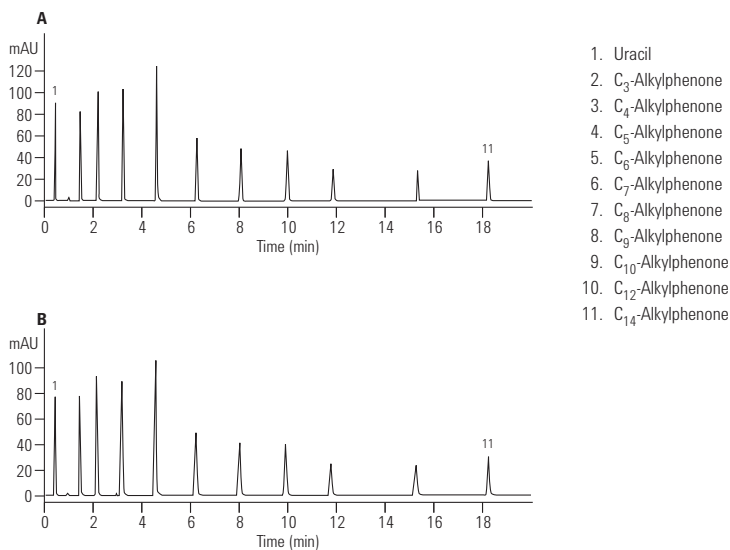 A
mAU
120
100
80
60
40
20
0
1
11
0 2 4 6 8 10 12 14 16 18
Time (min)
B
mAU
100
80
60
40
20
0
1
11
0 2 4 6 8 10 12 14 16 18
Time (min)
1. Uracil
2. C₃-Alkylphenone
3. C₄-Alkylphenone
4. C₅-Alkylphenone
5. C₆-Alkylphenone
6. C₇-Alkylphenone
7. C₈-Alkylphenone
8. C₉-Alkylphenone
9. C₁₀-Alkylphenone
10. C₁₂-Alkylphenone
11. C₁₄-Alkylphenone